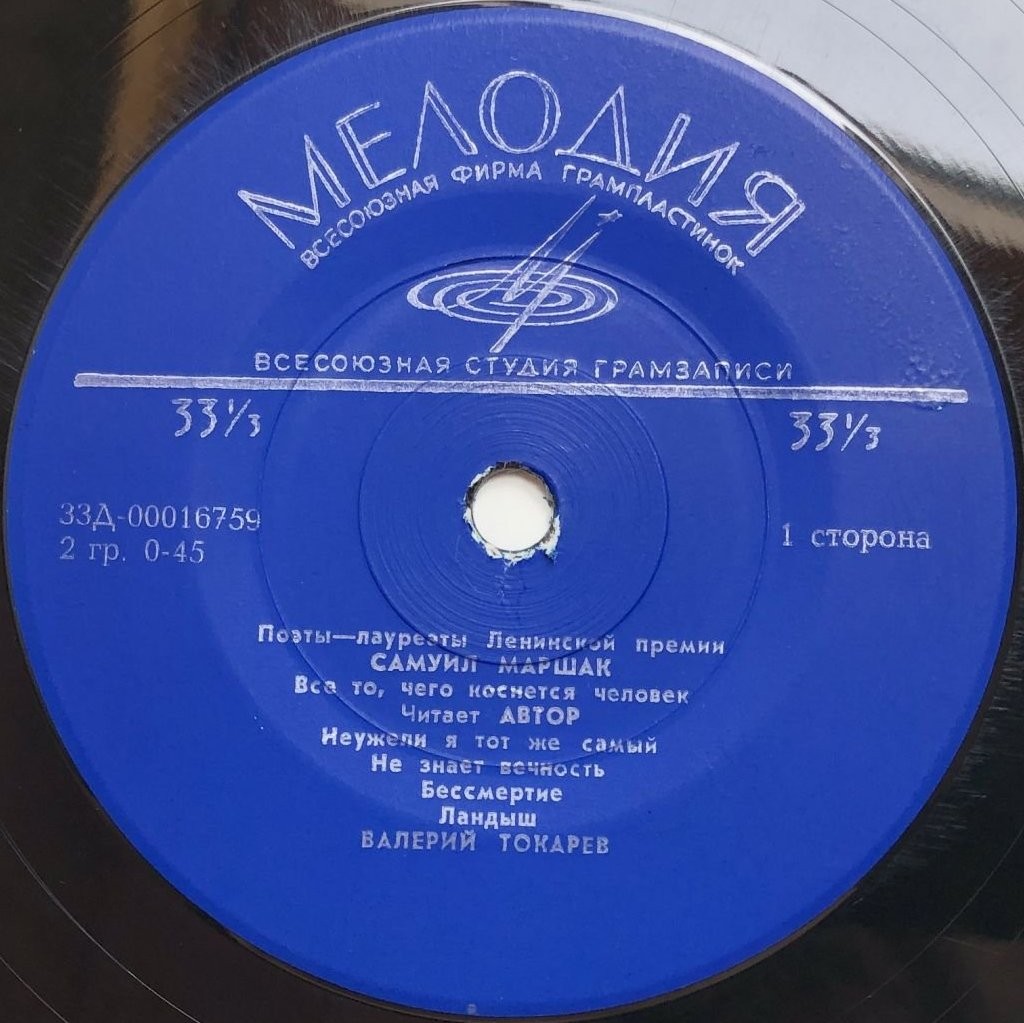 МЕЛОДИЯ
ВСЕСОЮЗНАЯ ФИРМА ГРАМПЛАСТИНОК
ВСЕСОЮЗНАЯ СТУДИЯ ГРАМЗАПИСИ
33⅓ 33⅓
33Д-00016759
2 гр. 0-45
1 сторона
Поэты—лауреаты Ленинской премии
САМУИЛ МАРШАК
Все то, чего коснется человек
Читает АВТОР
Неужели я тот же самый
Не знает вечность
Бессмертие
Ландыш
ВАЛЕРИЙ ТОКАРЕВ